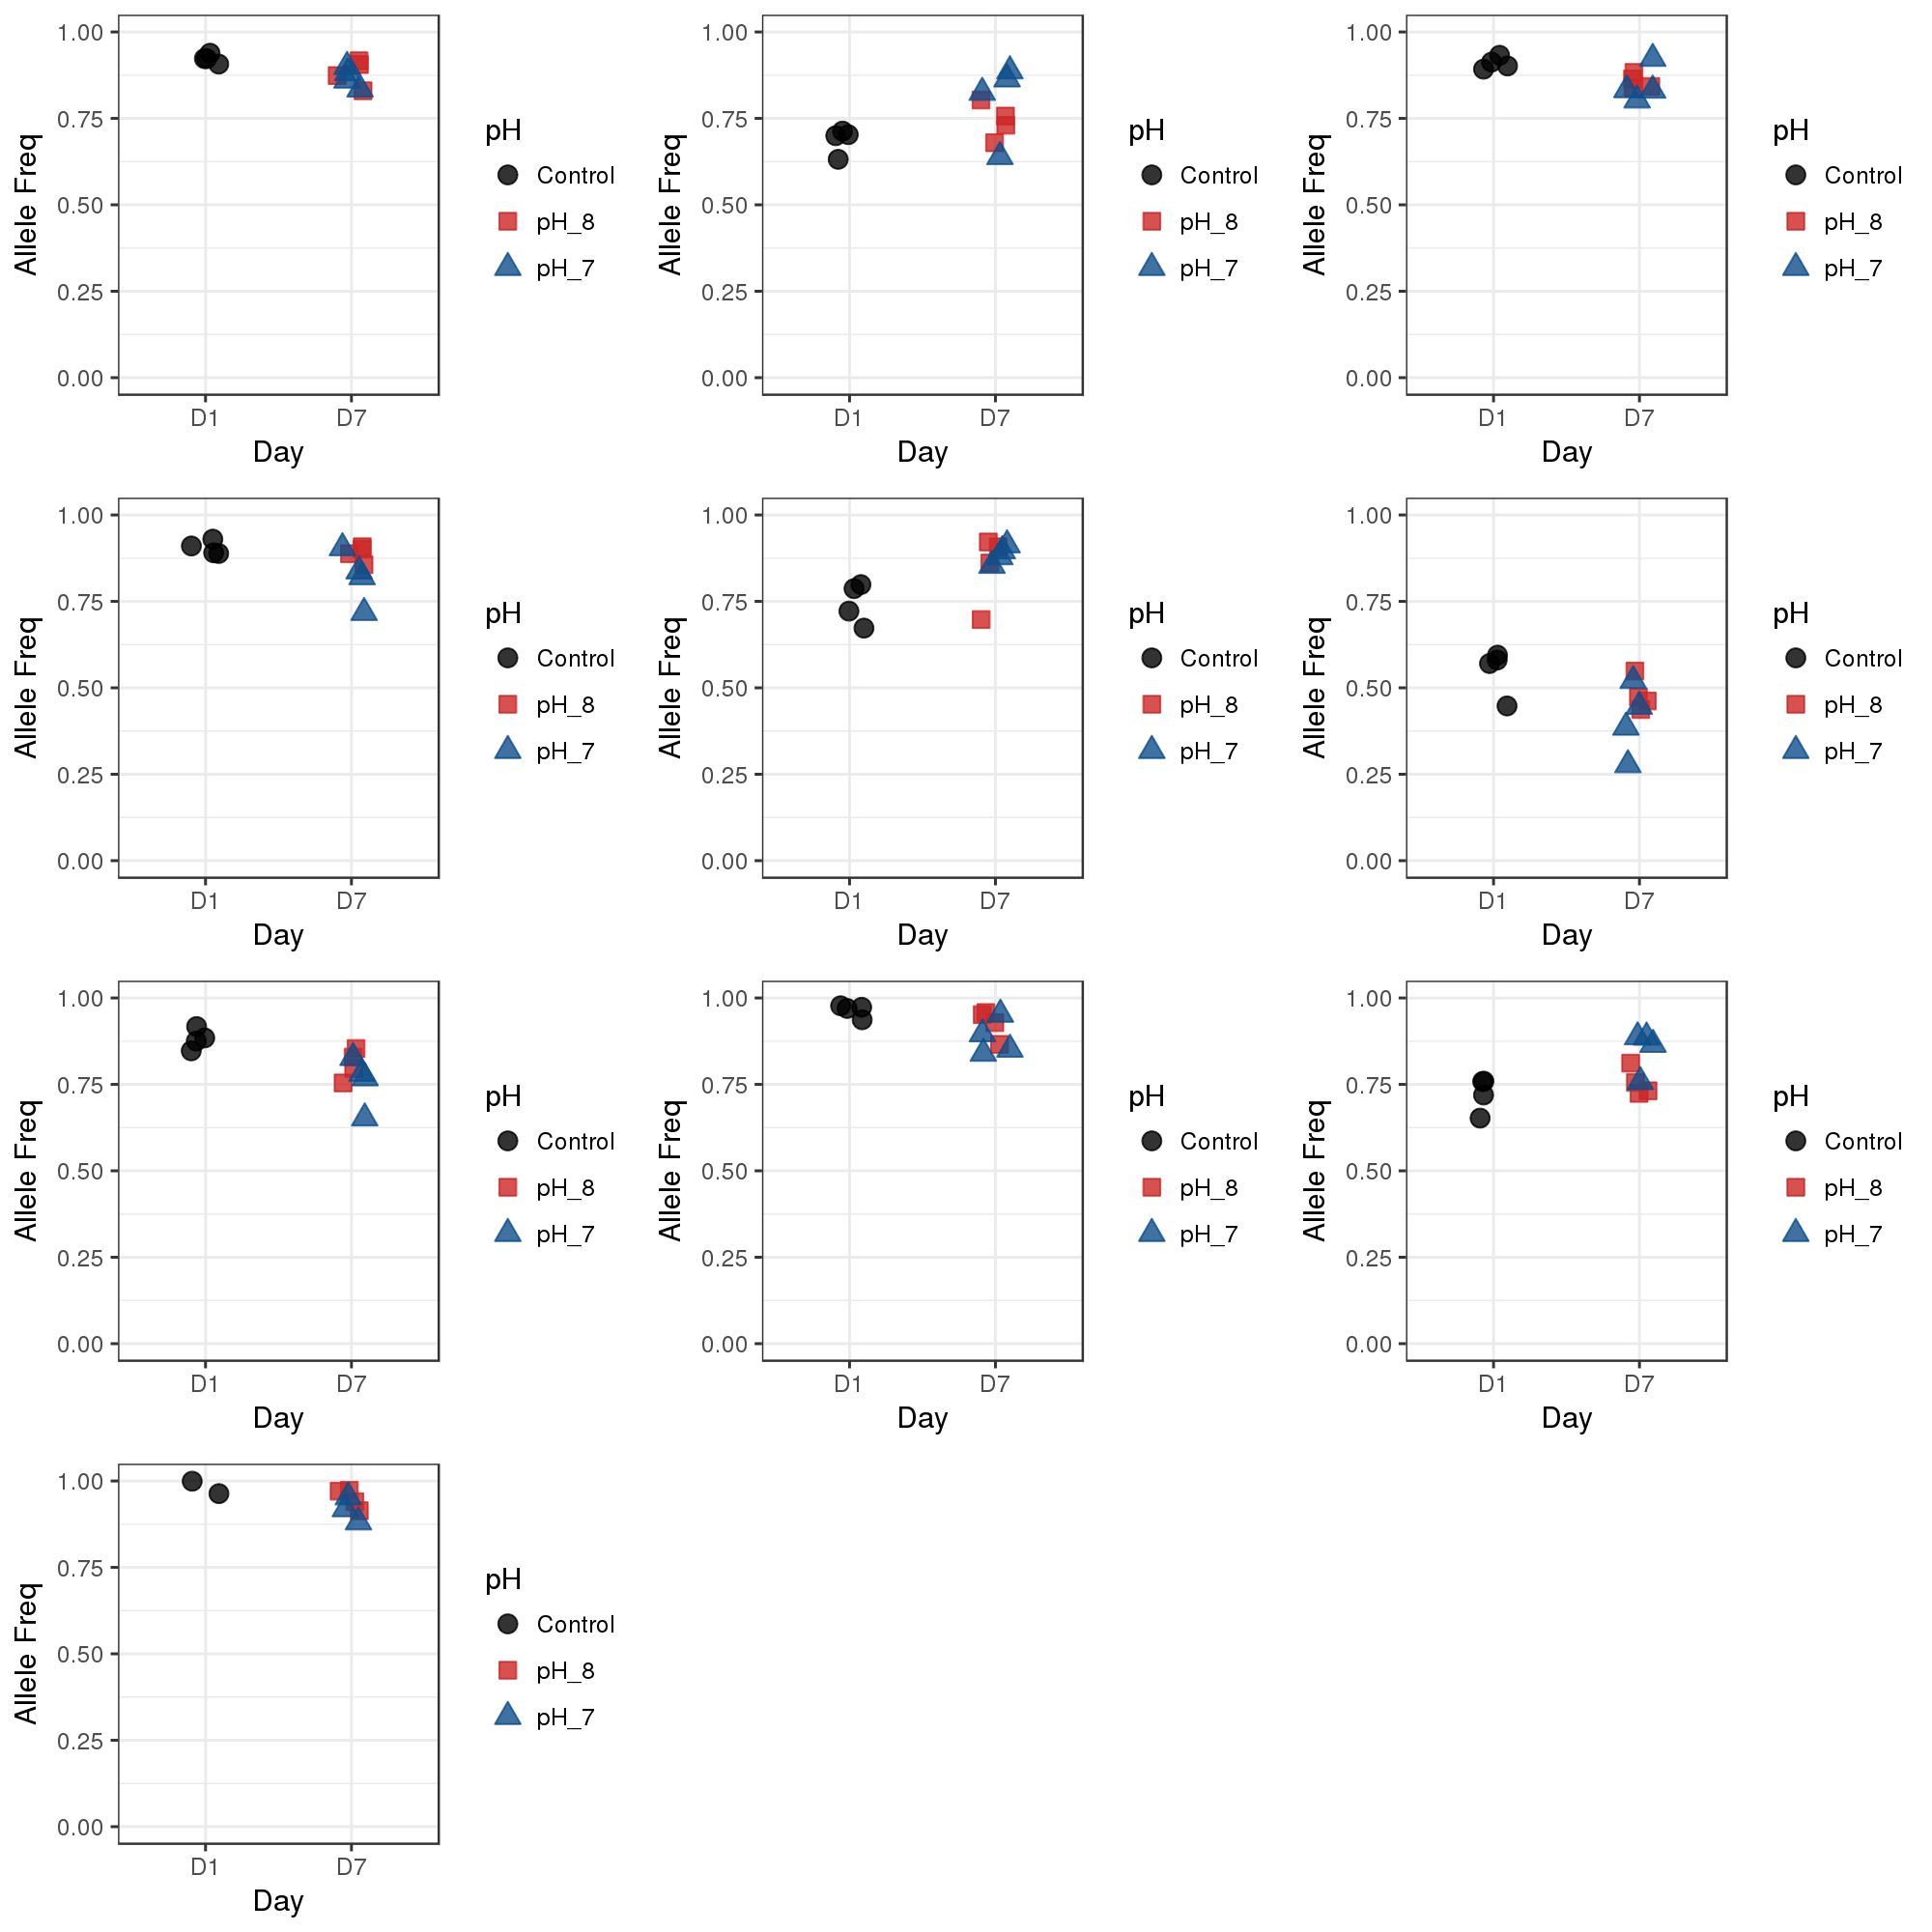 1.00
0.75
0.50
0.25
0.00
Allele Freq
D1 D7
Day
pH
Control
pH_8
pH_7
1.00
0.75
0.50
0.25
0.00
Allele Freq
D1 D7
Day
pH
Control
pH_8
pH_7
1.00
0.75
0.50
0.25
0.00
Allele Freq
D1 D7
Day
pH
Control
pH_8
pH_7
1.00
0.75
0.50
0.25
0.00
Allele Freq
D1 D7
Day
pH
Control
pH_8
pH_7
1.00
0.75
0.50
0.25
0.00
Allele Freq
D1 D7
Day
pH
Control
pH_8
pH_7
1.00
0.75
0.50
0.25
0.00
Allele Freq
D1 D7
Day
pH
Control
pH_8
pH_7
1.00
0.75
0.50
0.25
0.00
Allele Freq
D1 D7
Day
pH
Control
pH_8
pH_7
1.00
0.75
0.50
0.25
0.00
Allele Freq
D1 D7
Day
pH
Control
pH_8
pH_7
1.00
0.75
0.50
0.25
0.00
Allele Freq
D1 D7
Day
pH
Control
pH_8
pH_7
1.00
0.75
0.50
0.25
0.00
Allele Freq
D1 D7
Day
pH
Control
pH_8
pH_7